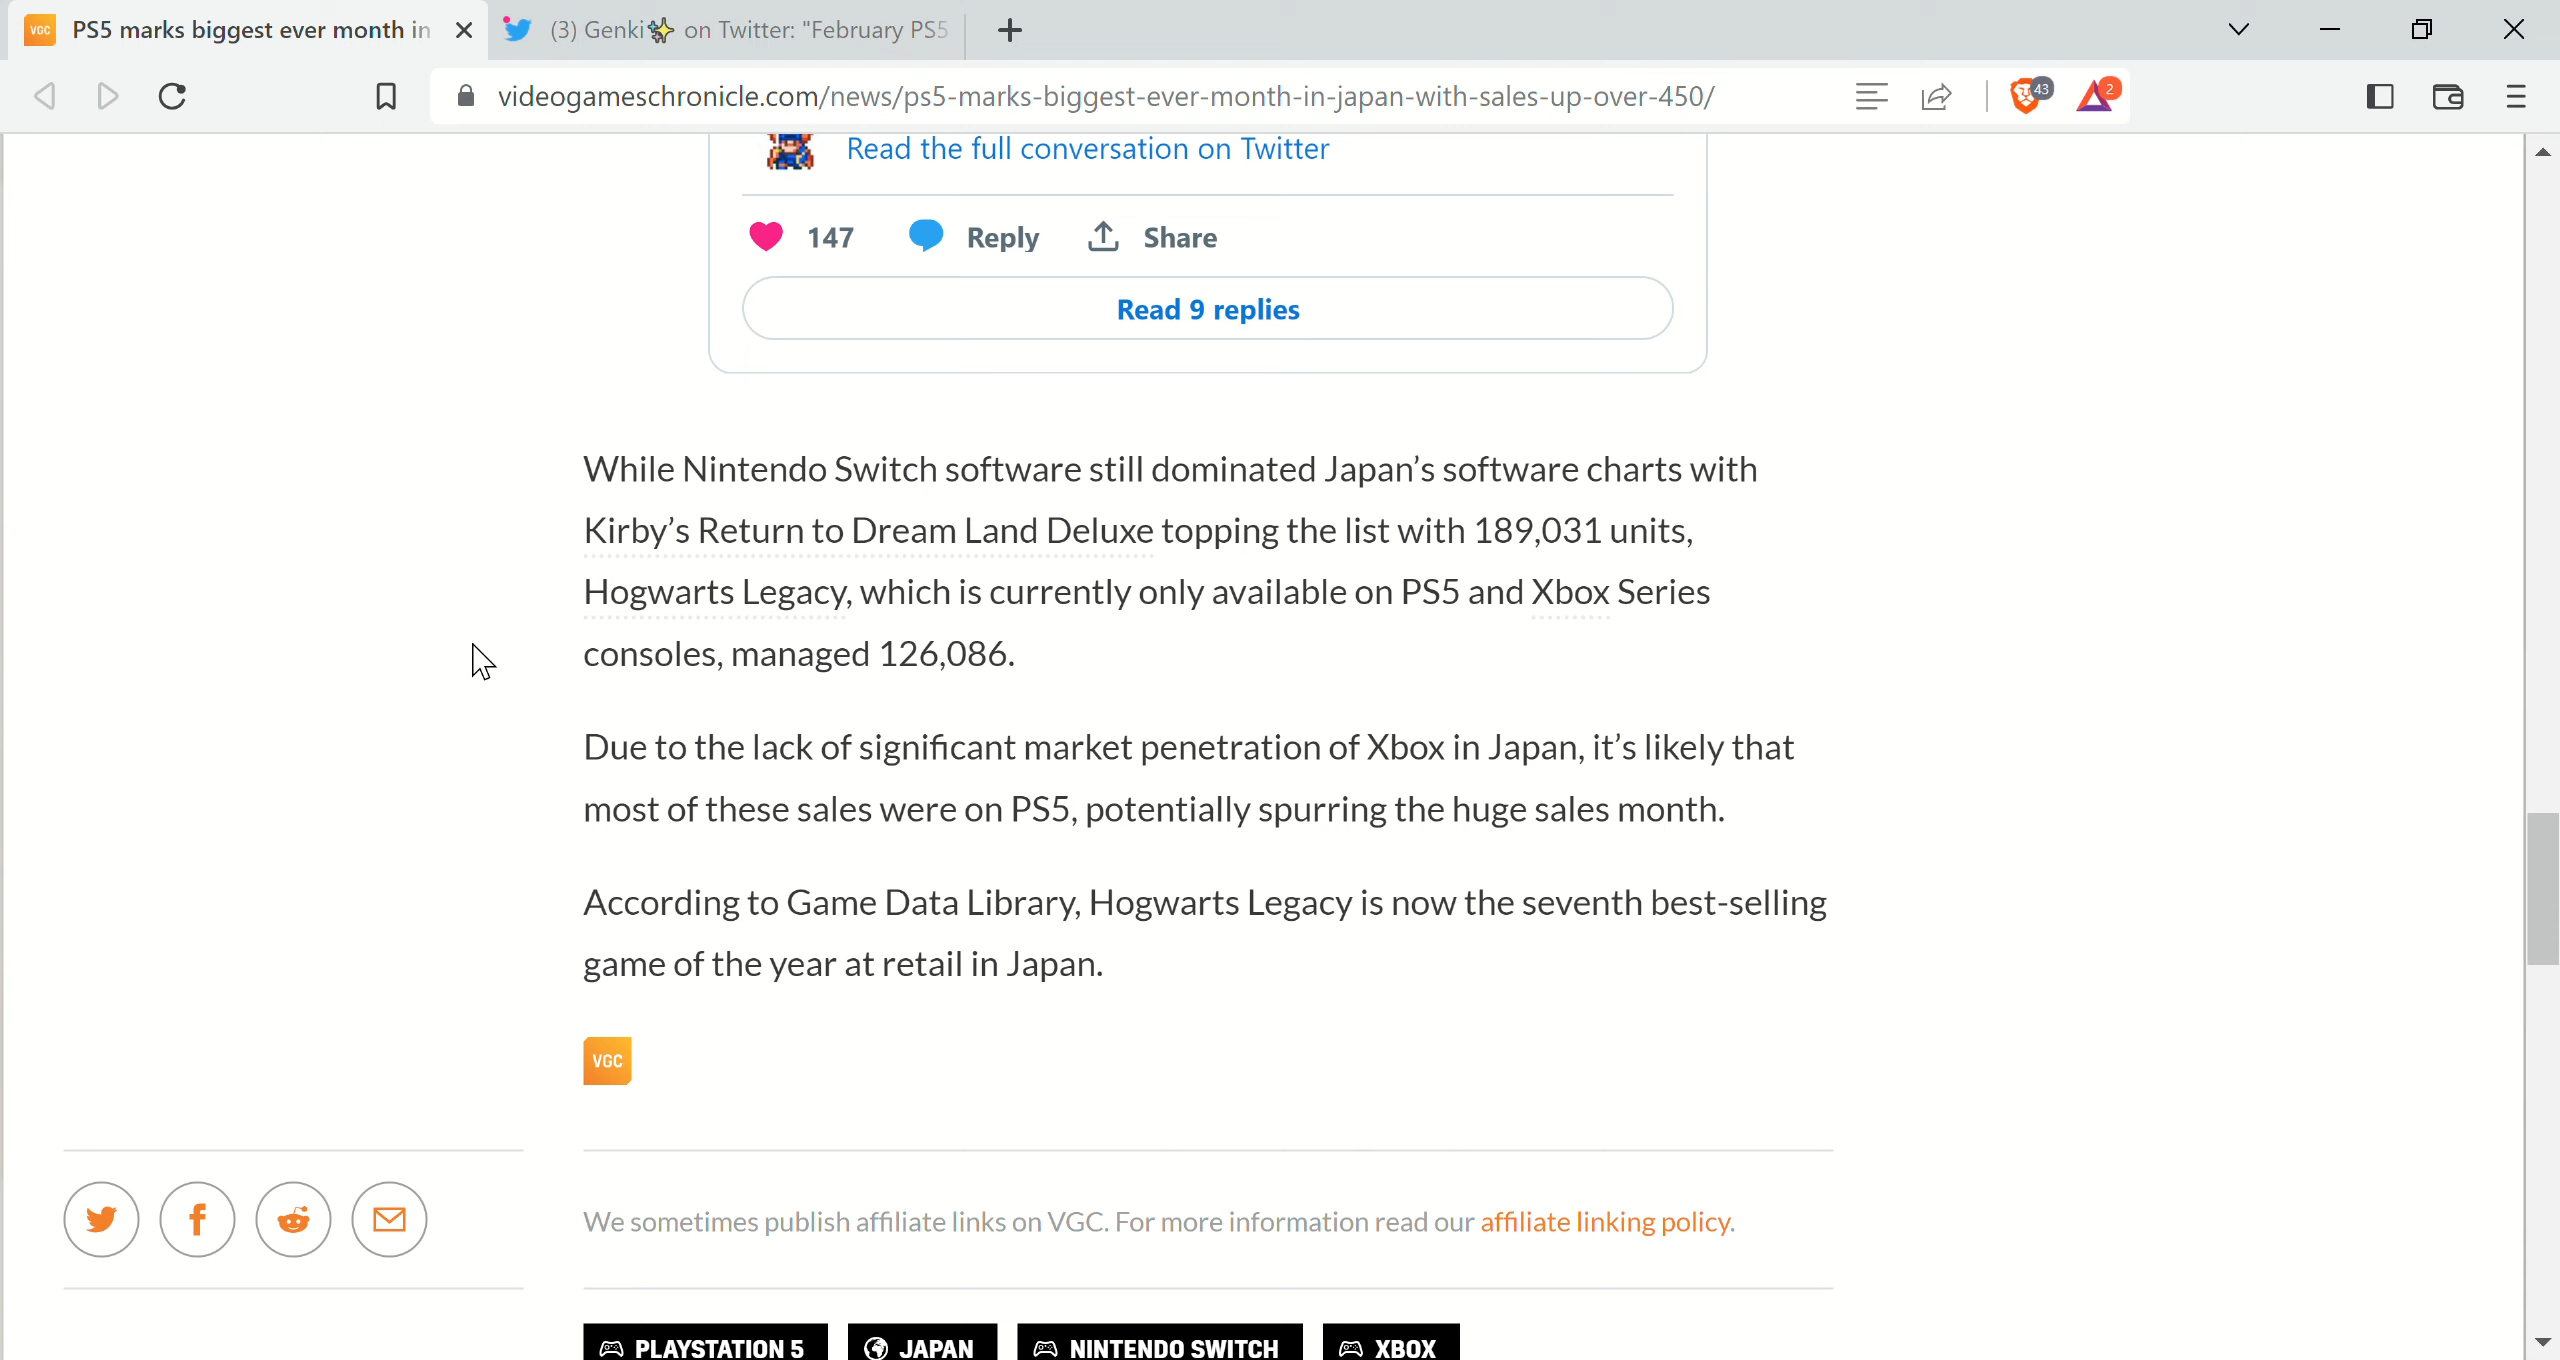 VGC PS5 marks biggest ever month in
(3) Genki✨ on Twitter: "February PS5
videogameschronicle.com/news/ps5-marks-biggest-ever-month-in-japan-with-sales-up-over-450/
43
2
Read the full conversation on Twitter
147 Reply Share
Read 9 replies
While Nintendo Switch software still dominated Japan’s software charts with
Kirby’s Return to Dream Land Deluxe topping the list with 189,031 units,
Hogwarts Legacy, which is currently only available on PS5 and Xbox Series
consoles, managed 126,086.
Due to the lack of significant market penetration of Xbox in Japan, it’s likely that
most of these sales were on PS5, potentially spurring the huge sales month.
According to Game Data Library, Hogwarts Legacy is now the seventh best-selling
game of the year at retail in Japan.
VGC
We sometimes publish affiliate links on VGC. For more information read our affiliate linking policy.
PLAYSTATION 5 JAPAN NINTENDO SWITCH XBOX